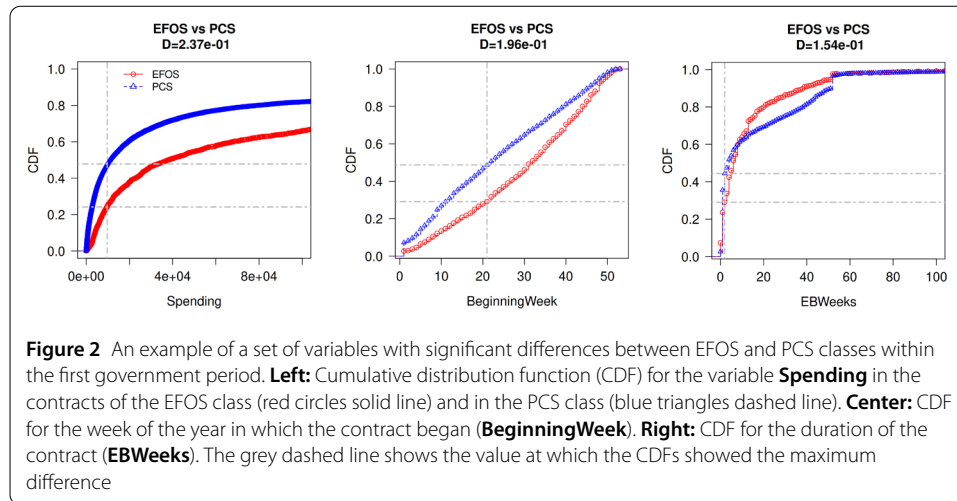 EFOS vs PCS
D=2.37e-01
EFOS
PCS
CDF
1.0
0.8
0.6
0.4
0.2
0.0
0e+00
4e+04
8e+04
Spending
EFOS vs PCS
D=1.96e-01
CDF
1.0
0.8
0.6
0.4
0.2
0.0
0
10
20
30
40
50
BeginningWeek
EFOS vs PCS
D=1.54e-01
CDF
1.0
0.8
0.6
0.4
0.2
0.0
0
20
40
60
80
100
EBWeeks
Figure 2 An example of a set of variables with significant differences between EFOS and PCS classes within
the first government period. Left: Cumulative distribution function (CDF) for the variable Spending in the
contracts of the EFOS class (red circles solid line) and in the PCS class (blue triangles dashed line). Center: CDF
for the week of the year in which the contract began (BeginningWeek). Right: CDF for the duration of the
contract (EBWeeks). The grey dashed line shows the value at which the CDFs showed the maximum
difference